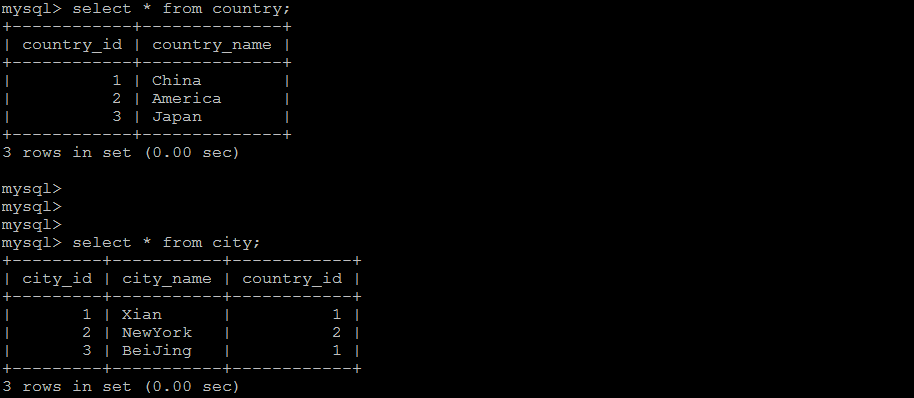 mysql> select * from country;
+------------+--------------+
| country_id | country_name |
+------------+--------------+
|          1 | China        |
|          2 | America      |
|          3 | Japan        |
+------------+--------------+
3 rows in set (0.00 sec)
mysql>
mysql>
mysql>
mysql> select * from city;
+---------+-----------+------------+
| city_id | city_name | country_id |
+---------+-----------+------------+
|       1 | Xian      |          1 |
|       2 | NewYork   |          2 |
|       3 | BeiJing   |          1 |
+---------+-----------+------------+
3 rows in set (0.00 sec)